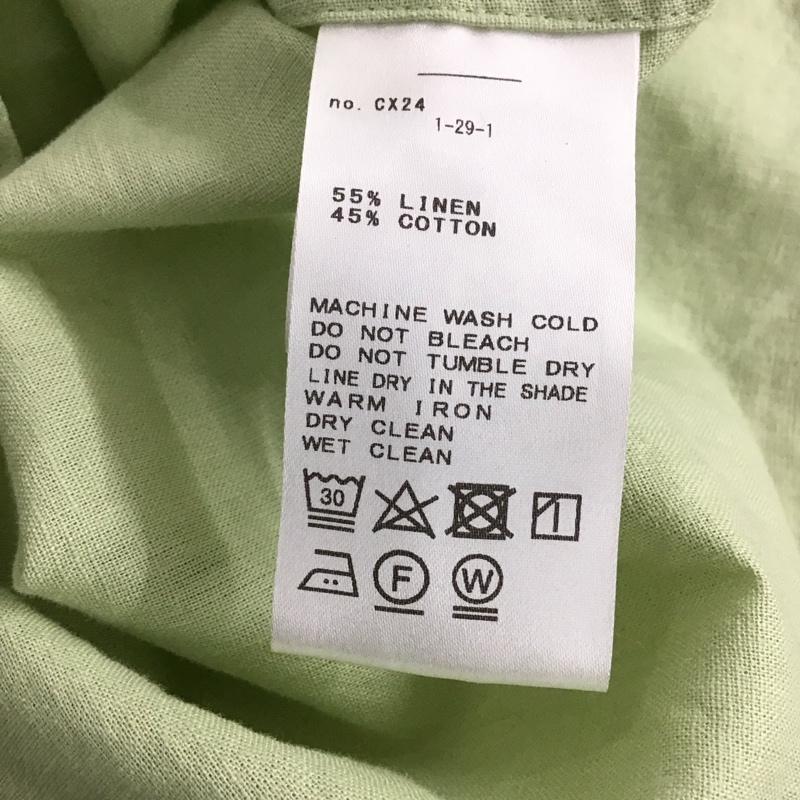 no. CX24
1-29-1
55% LINEN
45% COTTON
MACHINE WASH COLD
DO NOT BLEACH
DO NOT TUMBLE DRY
LINE DRY IN THE SHADE
WARM IRON
DRY CLEAN
WET CLEAN
30
F W